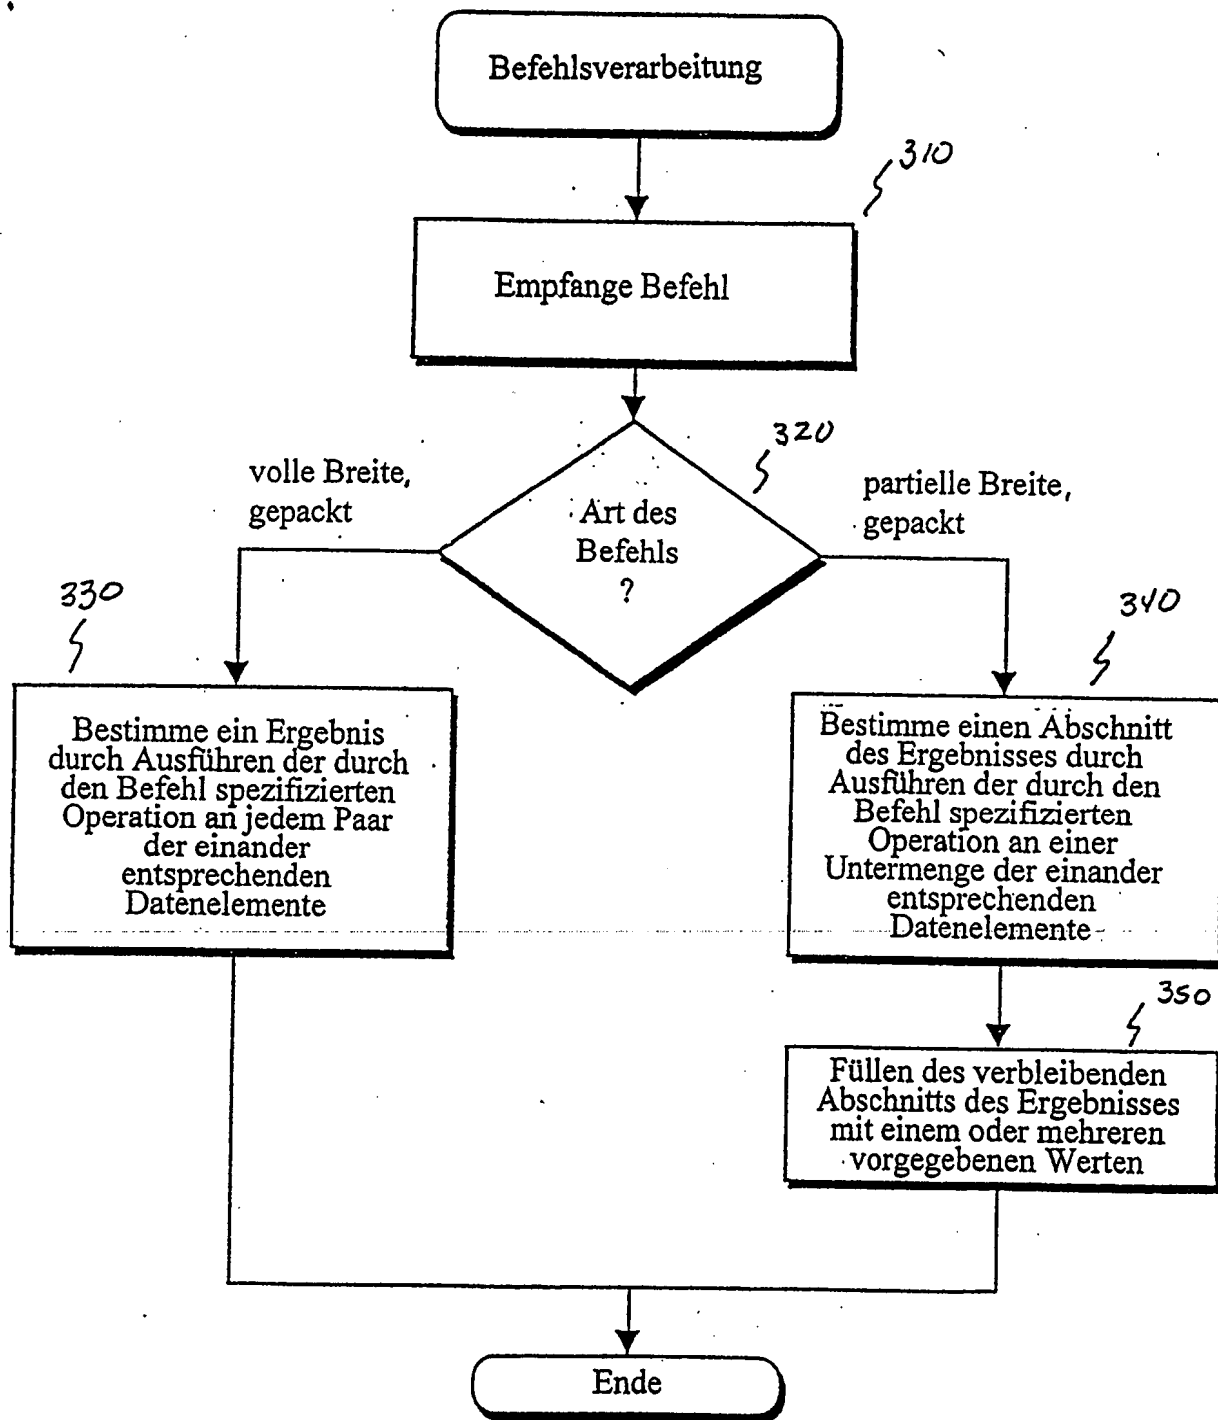 Befehlsverarbeitung
310
Empfange Befehl
320
volle Breite,
gepackt
Art des
Befehls
?
partielle Breite,
gepackt
330
340
Bestimme ein Ergebnis
durch Ausführen der durch
den Befehl spezifizierten
Operation an jedem Paar
der einander
entsprechenden
Datenelemente
Bestimme einen Abschnitt
des Ergebnisses durch
Ausführen der durch den
Befehl spezifizierten
Operation an einer
Untermenge der einander
entsprechenden
Datenelemente
350
Füllen des verbleibenden
Abschnitts des Ergebnisses
mit einem oder mehreren
vorgegebenen Werten
Ende